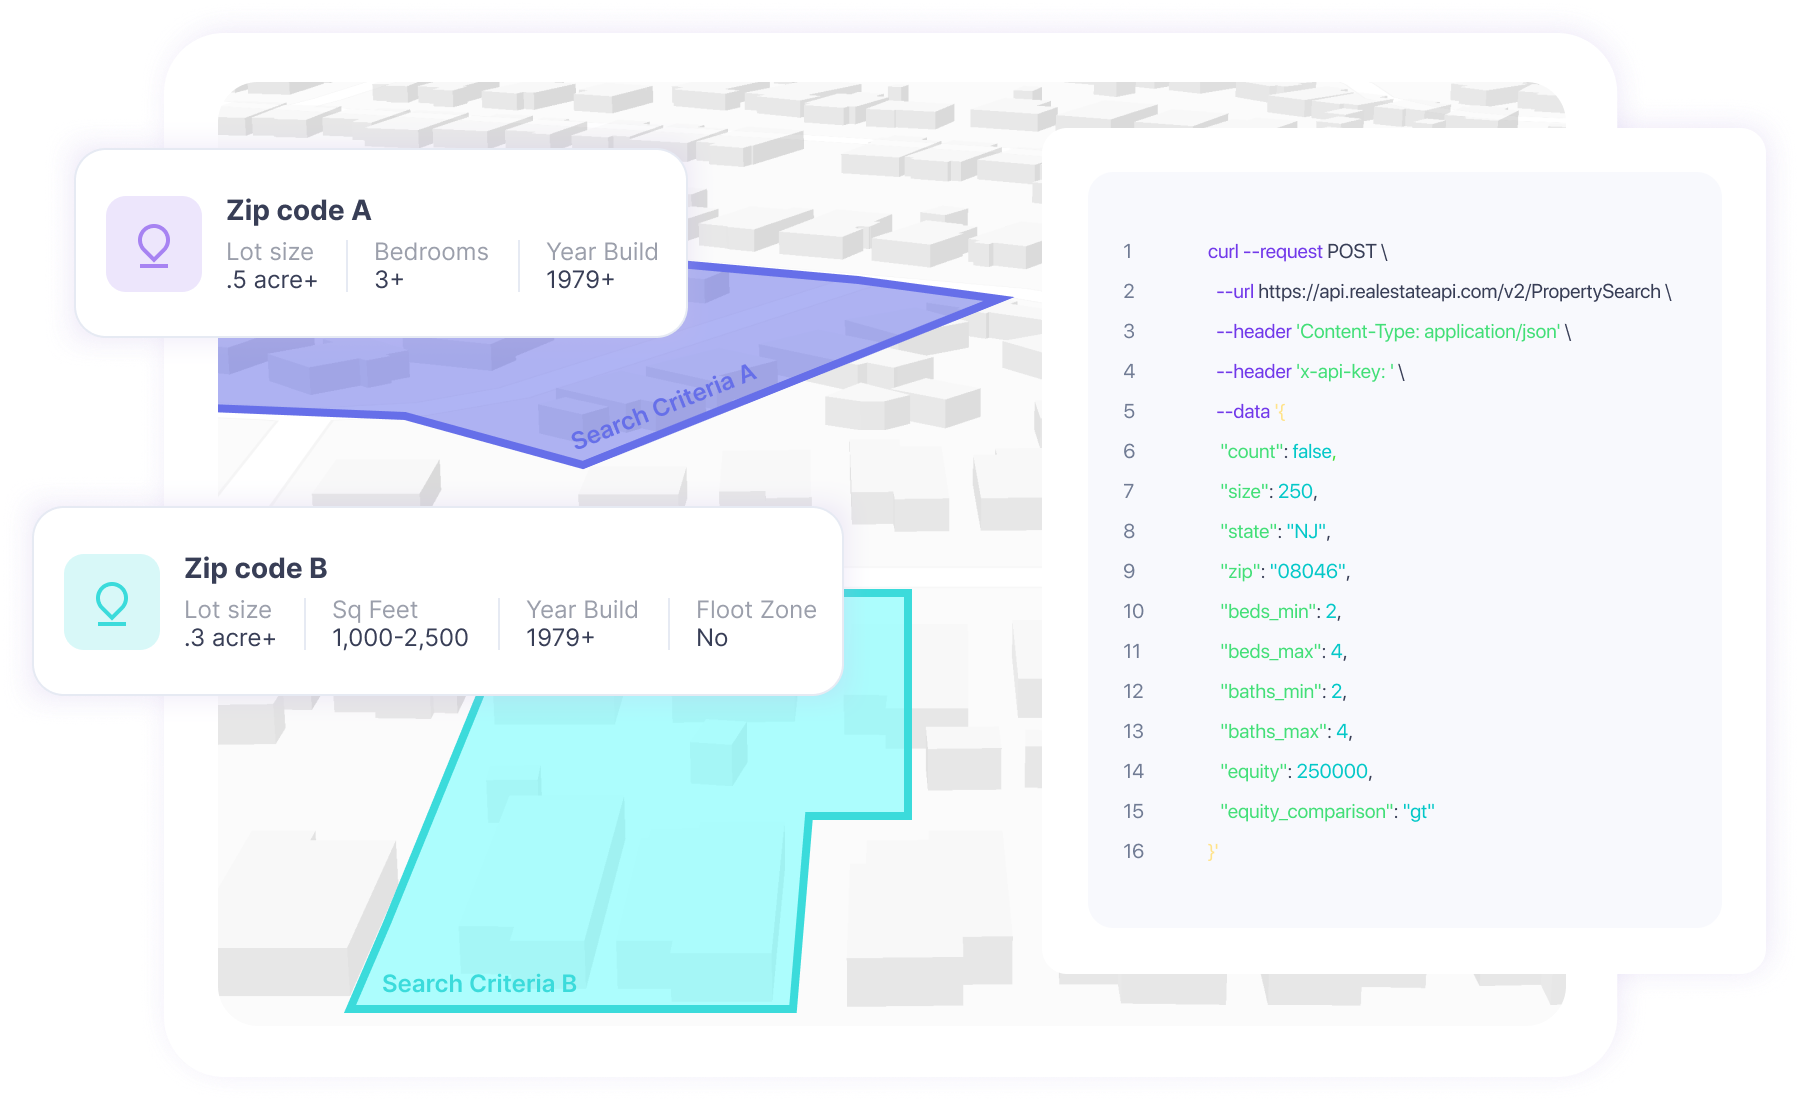 Zip code A
Lot size Bedrooms Year Build
.5 acre+ 3+ 1979+
Search Criteria A
Zip code B
Lot size Sq Feet Year Build Floot Zone
.3 acre+ 1,000-2,500 1979+ No
Search Criteria B
1 curl --request POST \
2 --url https://api.realestateapi.com/v2/PropertySearch \
3 --header 'Content-Type: application/json' \
4 --header 'x-api-key: ' \
5 --data '{
6 "count": false,
7 "size": 250,
8 "state": "NJ",
9 "zip": "08046",
10 "beds_min": 2,
11 "beds_max": 4,
12 "baths_min": 2,
13 "baths_max": 4,
14 "equity": 250000,
15 "equity_comparison": "gt"
16 }'